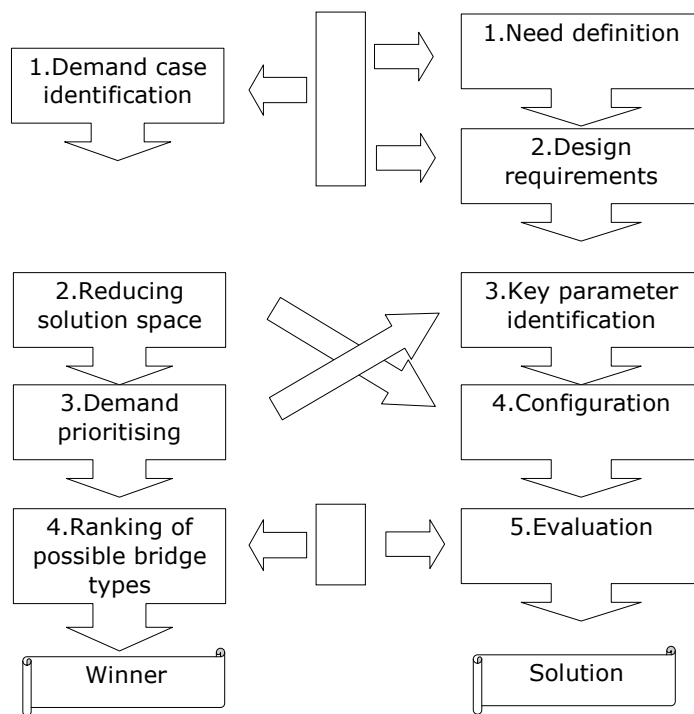 1.Demand case
identification
2.Reducing
solution space
3.Demand
prioritising
4.Ranking of
possible bridge
types
Winner
1.Need definition
2.Design
requirements
3.Key parameter
identification
4.Configuration
5.Evaluation
Solution